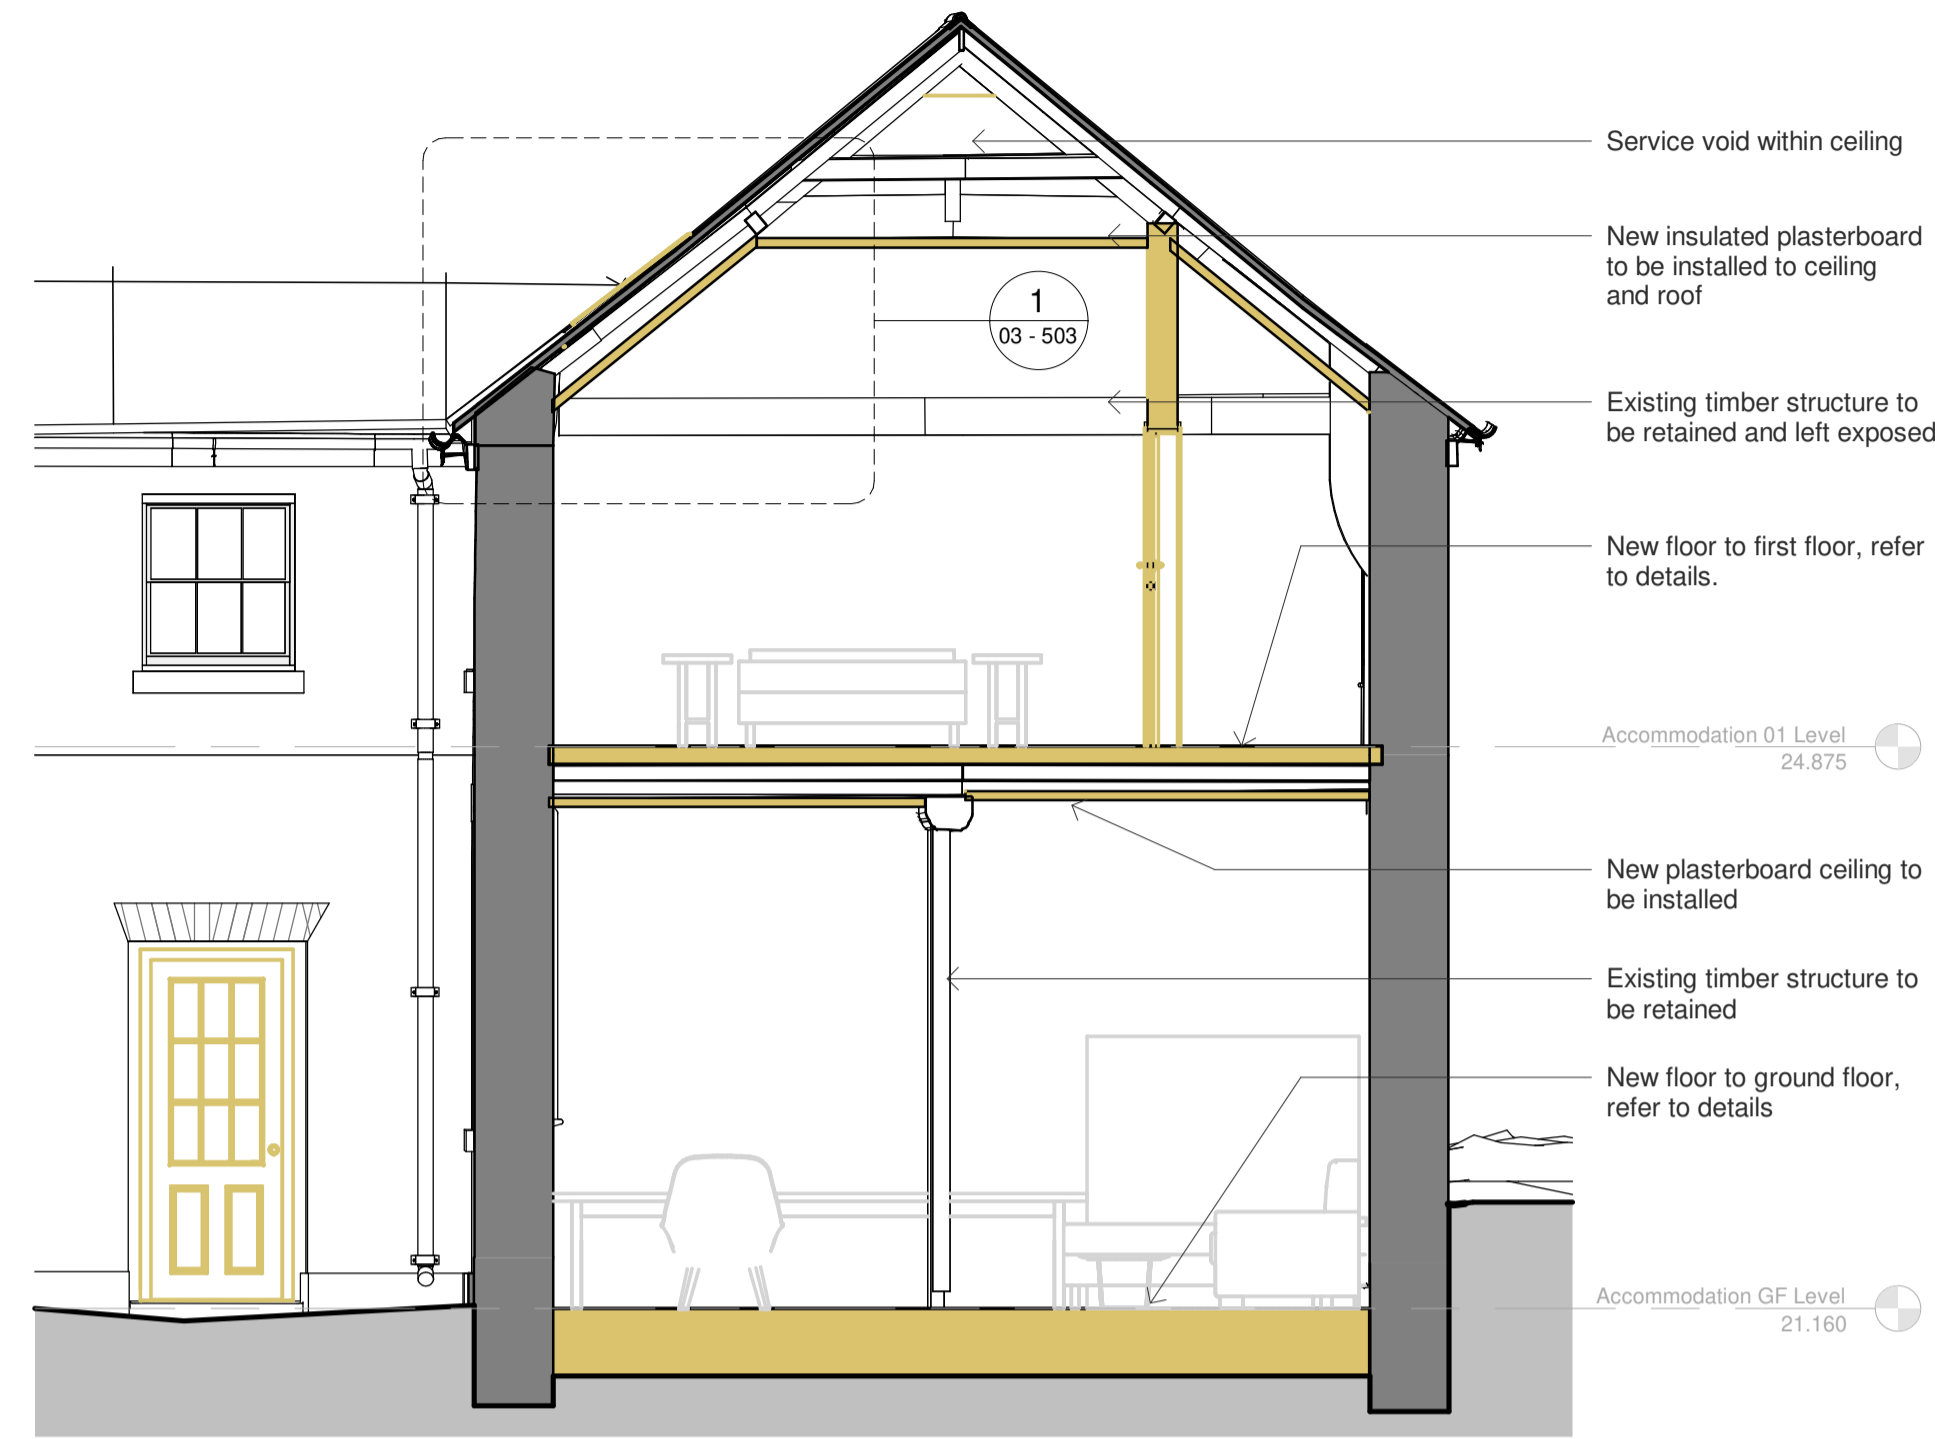 Service void within ceiling
New insulated plasterboard
to be installed to ceiling
and roof
1
03 - 503
Existing timber structure to
be retained and left exposed
New floor to first floor, refer
to details.
Accommodation 01 Level
24.875
New plasterboard ceiling to
be installed
Existing timber structure to
be retained
New floor to ground floor,
refer to details
Accommodation GF Level
21.160